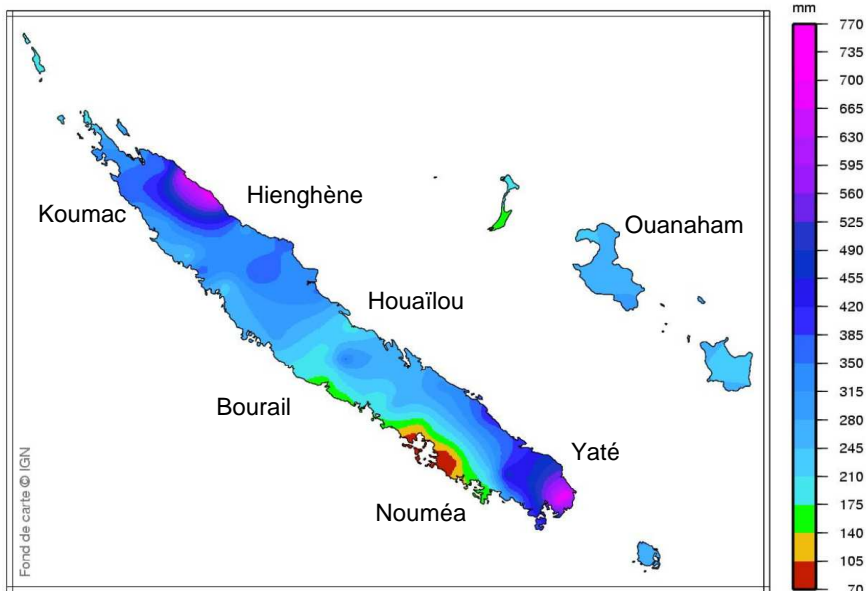 mm
770
735
700
665
630
595
560
525
490
455
420
385
350
315
280
245
210
175
140
105
70
Hienghène
Koumac
Ouanaham
Houaïlou
Bourail
Yaté
Nouméa
Fond de carte © IGN